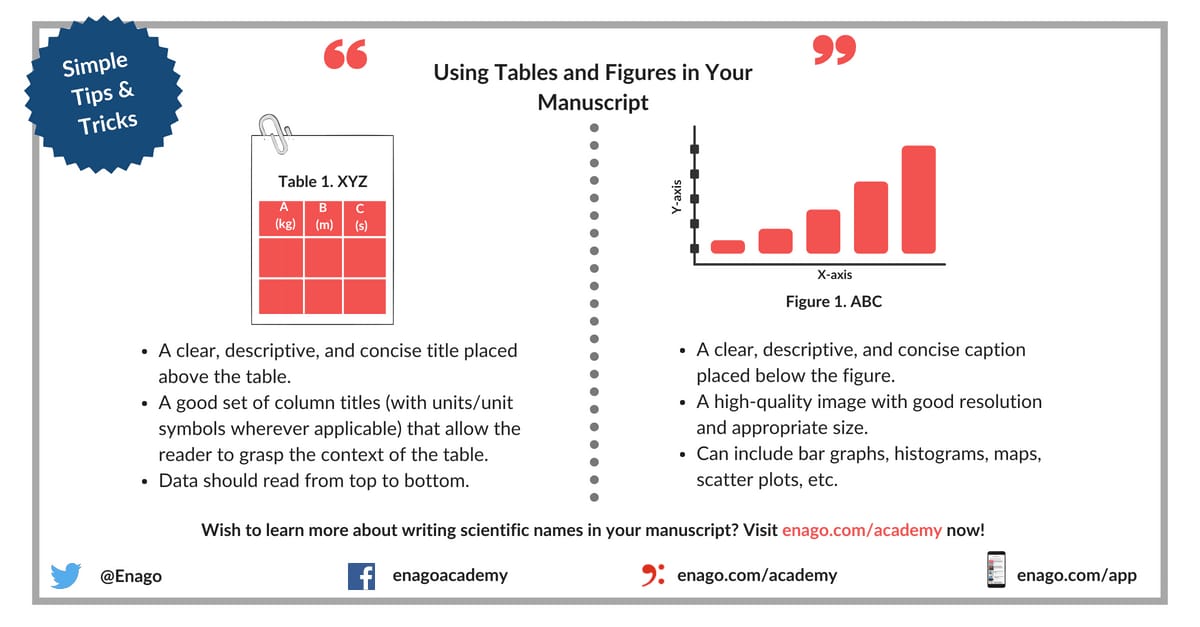 Simple
Tips &
Tricks
❝
❞
Using Tables and Figures in Your
Manuscript
Table 1. XYZ
A B C
(kg) (m) (s)
• A clear, descriptive, and concise title placed
above the table.
• A good set of column titles (with units/unit
symbols wherever applicable) that allow the
reader to grasp the context of the table.
• Data should read from top to bottom.
Y-axis
X-axis
Figure 1. ABC
• A clear, descriptive, and concise caption
placed below the figure.
• A high-quality image with good resolution
and appropriate size.
• Can include bar graphs, histograms, maps,
scatter plots, etc.
Wish to learn more about writing scientific names in your manuscript? Visit enago.com/academy now!
@Enago
enagoacademy
enago.com/academy
enago.com/app